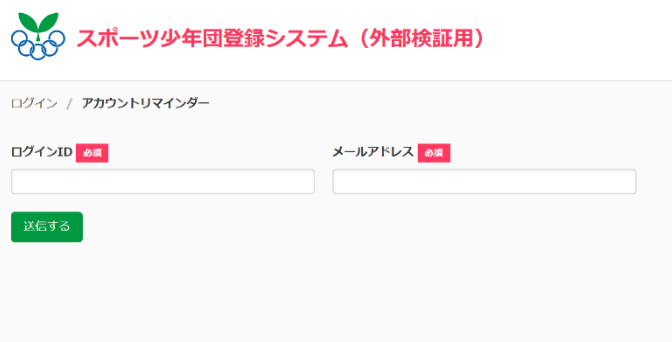 スポーツ少年団登録システム（外部検証用）
ログイン / アカウントリマインダー
ログインID 必須 メールアドレス 必須
送信する